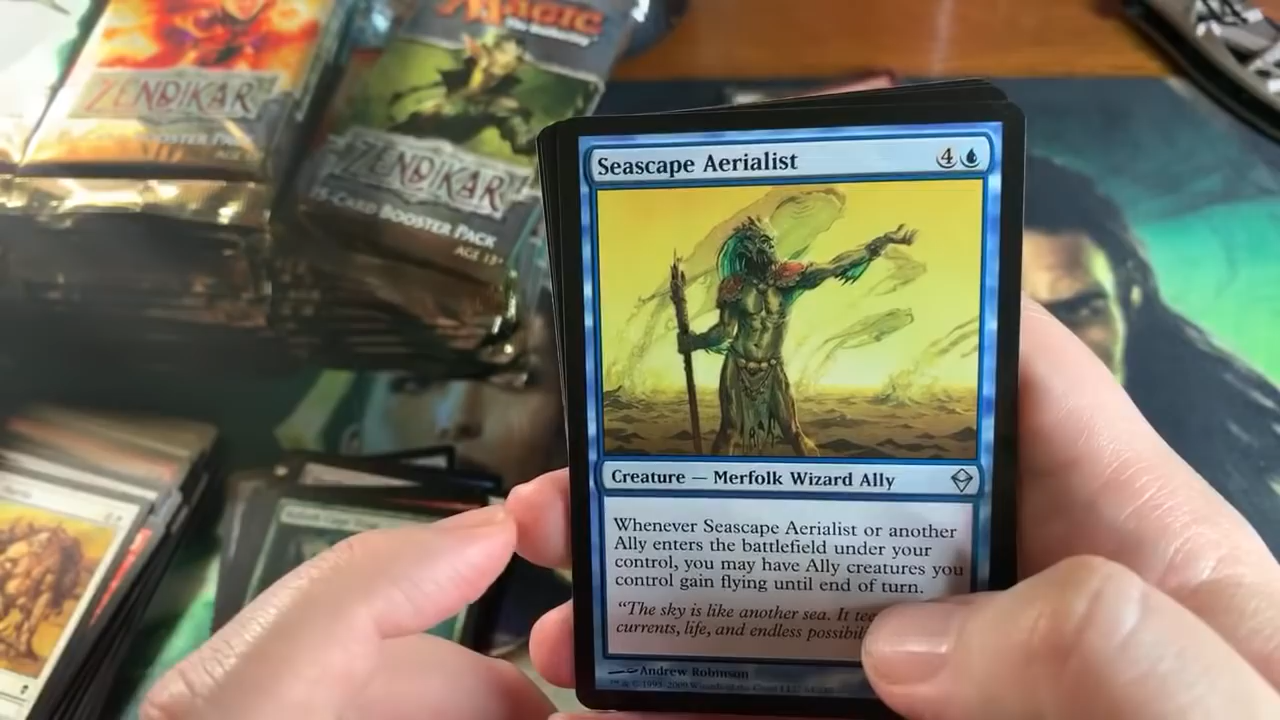 MAGIC
ZENDIKAR
BOOSTER PACK
ZENDIKAR
15-CARD BOOSTER PACK
AGE 13+
Seascape Aerialist
4
Creature — Merfolk Wizard Ally
Whenever Seascape Aerialist or another
Ally enters the battlefield under your
control, you may have Ally creatures you
control gain flying until end of turn.
“The sky is like another sea. It
currents, life, and endless
Andrew Robinson